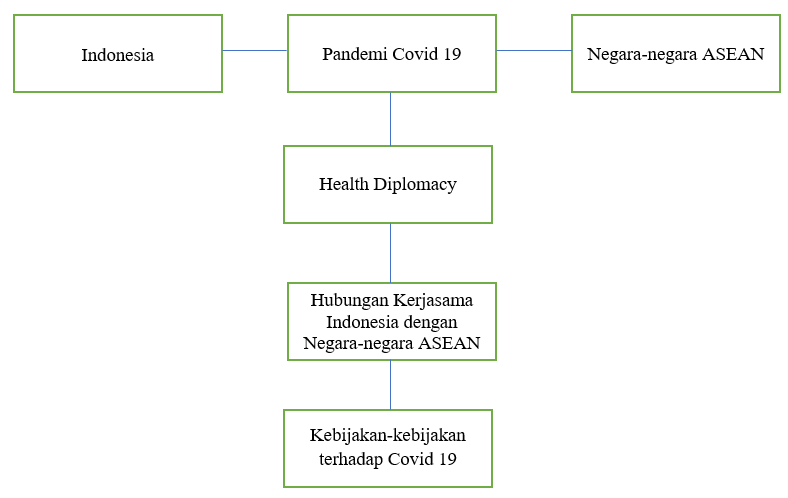 Indonesia
Pandemi Covid 19
Negara-negara ASEAN
Health Diplomacy
Hubungan Kerjasama
Indonesia dengan
Negara-negara ASEAN
Kebijakan-kebijakan
terhadap Covid 19